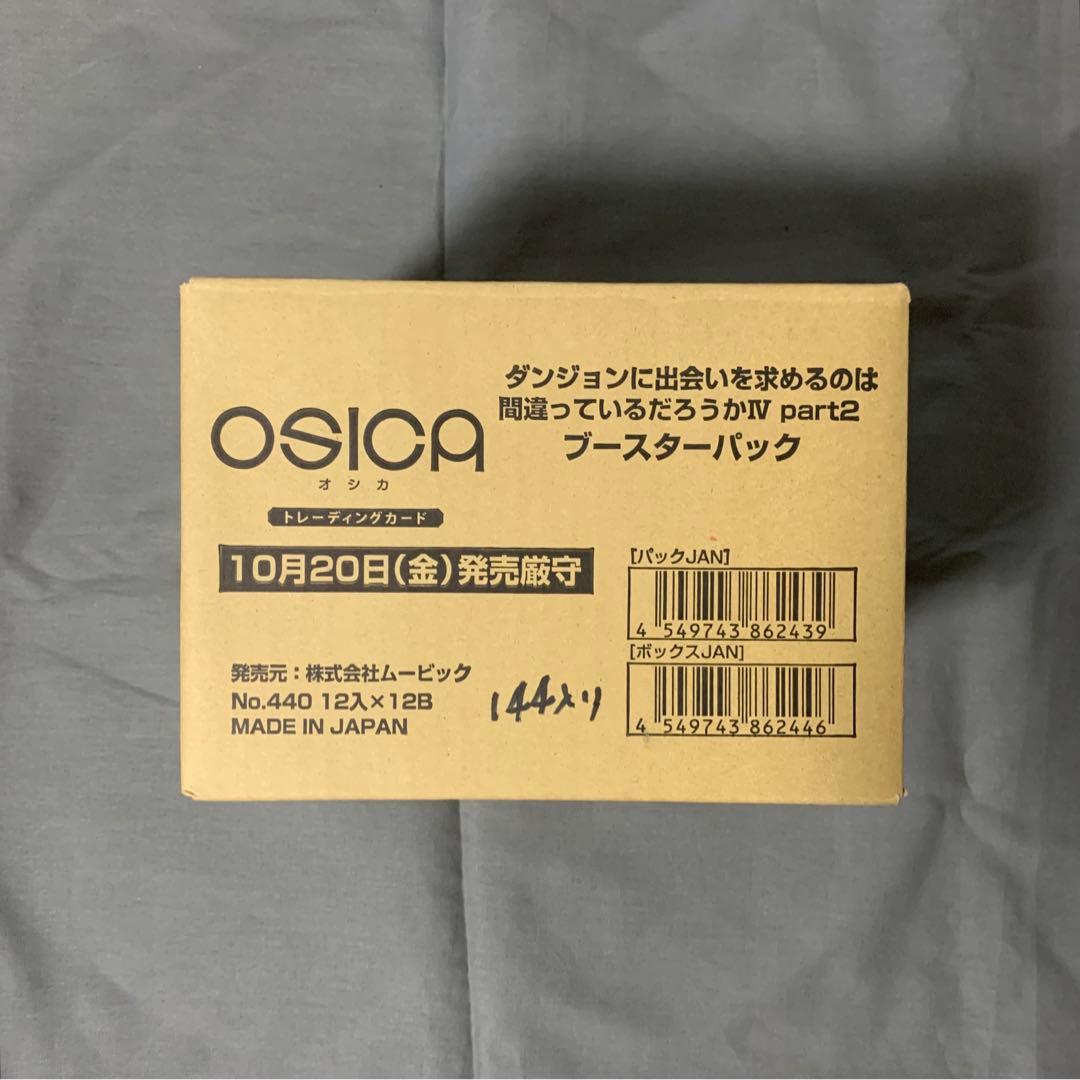 ダンジョンに出会いを求めるのは
間違っているだろうかⅣ part2
ブースターパック
OSICA
オシカ
トレーディングカード
10月20日(金)発売厳守
[パックJAN]
4 549743 862439
[ボックスJAN]
4 549743 862446
発売元：株式会社ムービック
No.440 12入×12B
MADE IN JAPAN
144入り